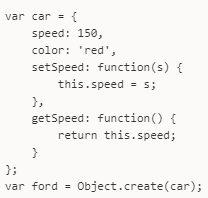 var car = {
    speed: 150,
    color: 'red',
    setSpeed: function(s) {
        this.speed = s;
    },
    getSpeed: function() {
        return this.speed;
    }
};
var ford = Object.create(car);